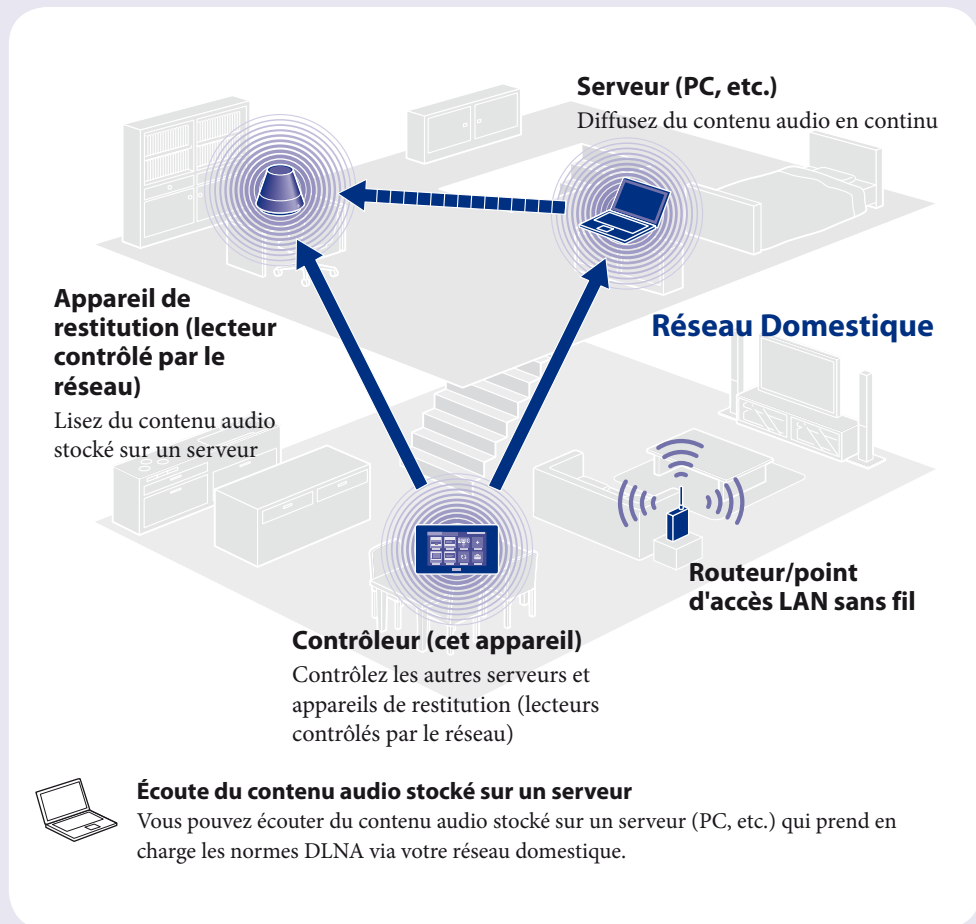 Serveur (PC, etc.)
Diffusez du contenu audio en continu
Appareil de
restitution (lecteur
contrôlé par le
réseau)
Lisez du contenu audio
stocké sur un serveur
Réseau Domestique
Routeur/point
d'accès LAN sans fil
Contrôleur (cet appareil)
Contrôlez les autres serveurs et
appareils de restitution (lecteurs
contrôlés par le réseau)
Écoute du contenu audio stocké sur un serveur
Vous pouvez écouter du contenu audio stocké sur un serveur (PC, etc.) qui prend en
charge les normes DLNA via votre réseau domestique.